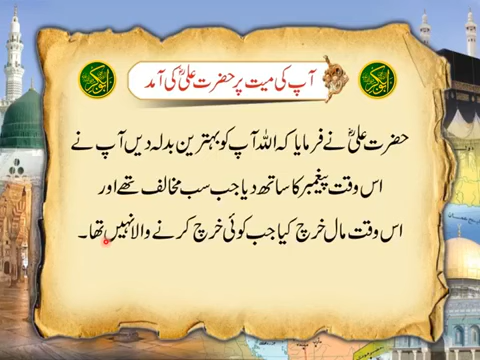 آپ کی میت پر حضرت علیؓ کی آمد
ابوبکر
ابوبکر
حضرت علیؓ نے فرمایا کہ اللہ آپ کو بہترین بدلہ دیں آپ نے
اس وقت پیغمبر کا ساتھ دیا جب سب مخالف تھے اور
اس وقت مال خرچ کیا جب کوئی خرچ کرنے والا نہیں تھا۔